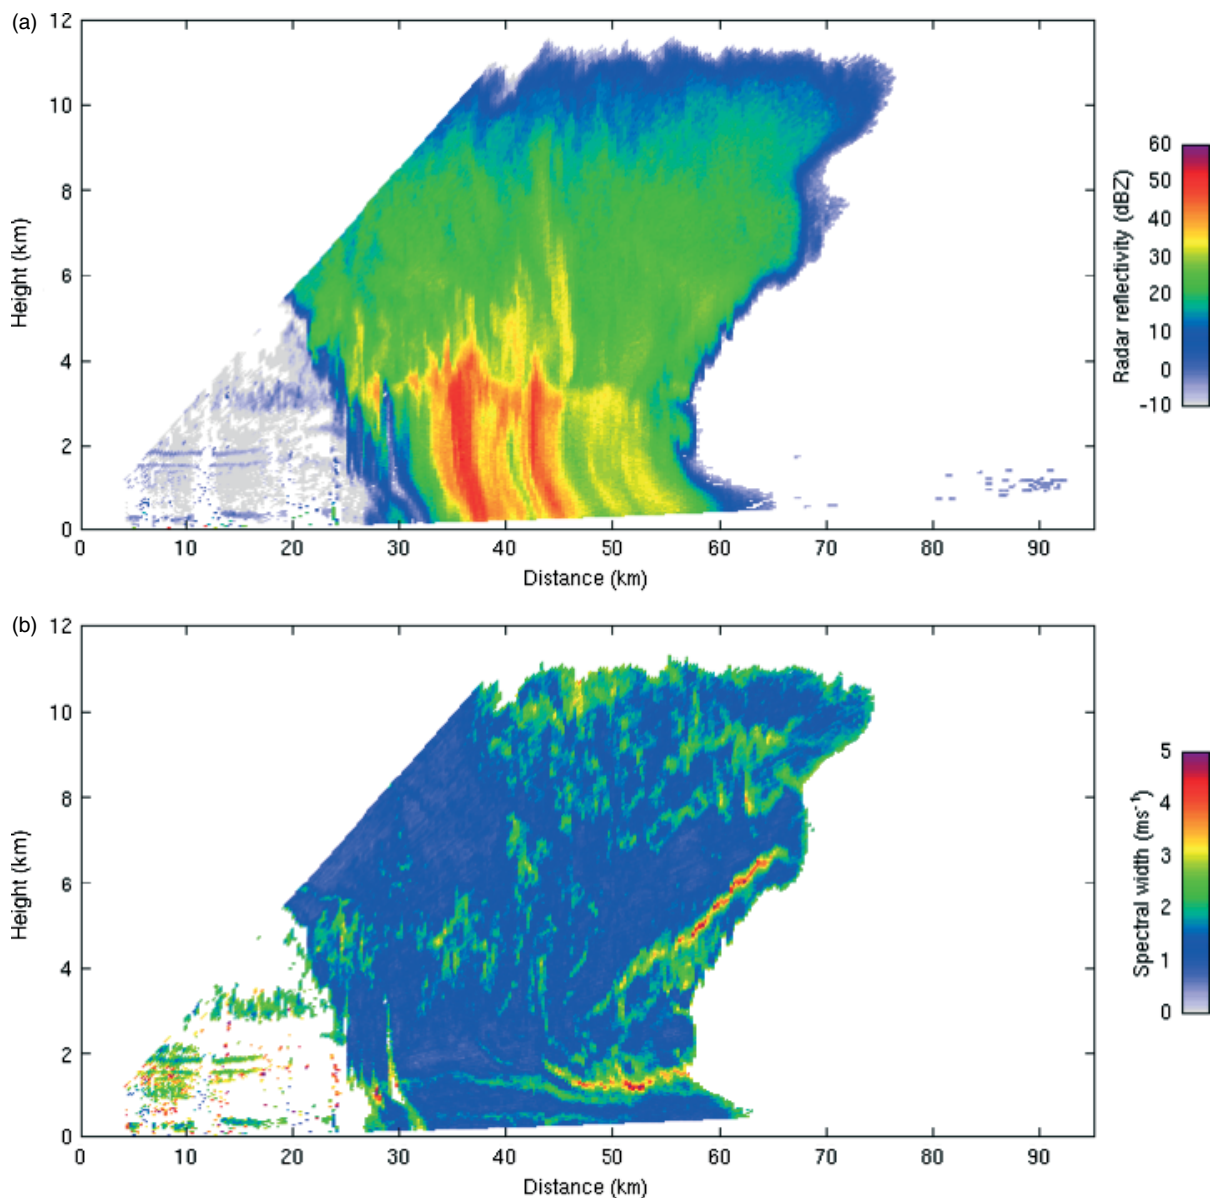 (a)
12
10
8
6
4
2
0
Height (km)
0 10 20 30 40 50 60 70 80 90
Distance (km)
60
50
40
30
20
10
0
-10
Radar reflectivity (dBZ)
(b)
12
10
8
6
4
2
0
Height (km)
0 10 20 30 40 50 60 70 80 90
Distance (km)
5
4
3
2
1
0
Spectral width (ms⁻¹)